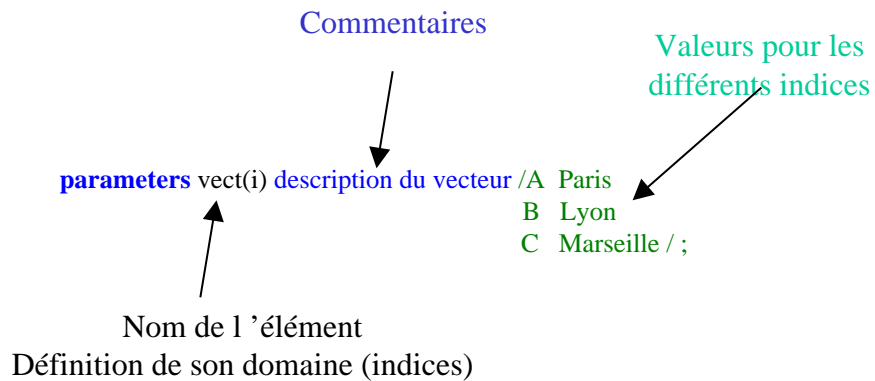 Commentaires
Valeurs pour les
différents indices
parameters vect(i) description du vecteur /A Paris
B Lyon
C Marseille / ;
Nom de l ’élément
Définition de son domaine (indices)